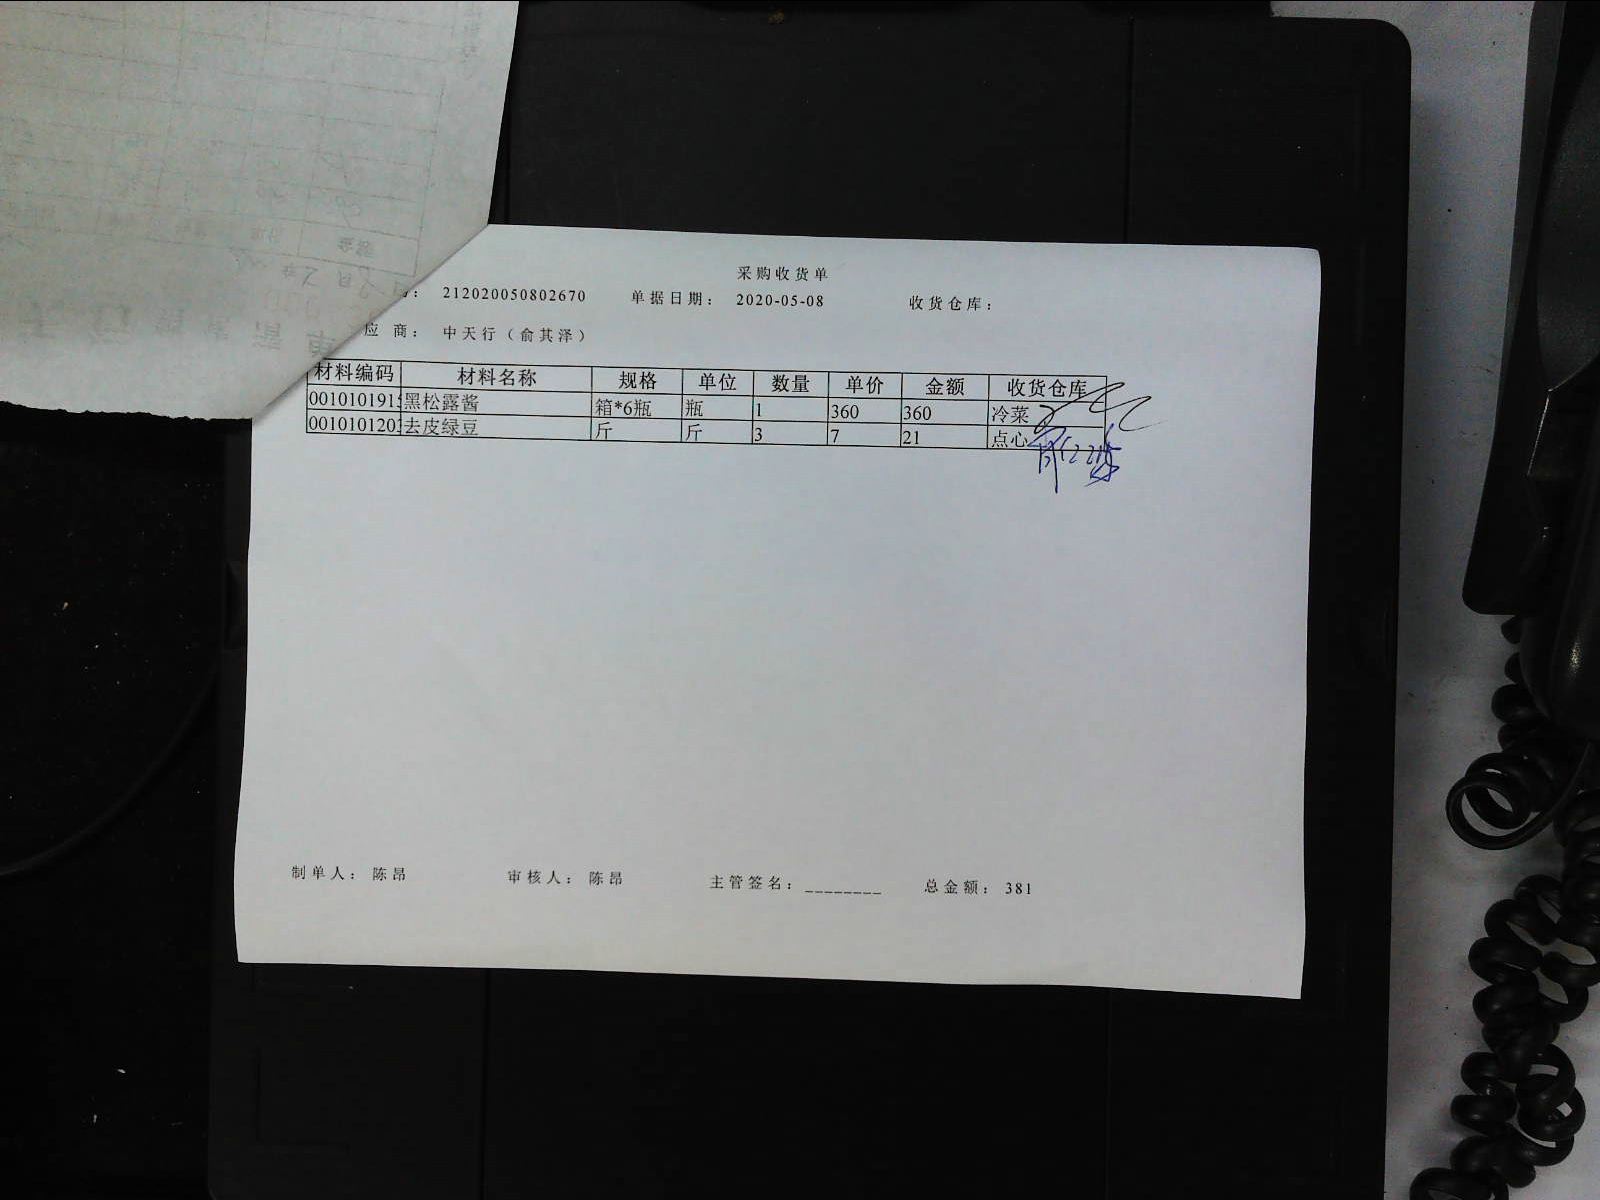 采购收货单
：212020050802670 单据日期：2020-05-08 收货仓库：
应商：中天行（俞其泽）
材料编码 材料名称 规格 单位 数量 单价 金额 收货仓库
001010191 黑松露酱 箱*6瓶 瓶 1 360 360 冷菜
001010120 去皮绿豆 斤 斤 3 7 21 点心
制单人：陈昂 审核人：陈昂 主管签名：________ 总金额：381